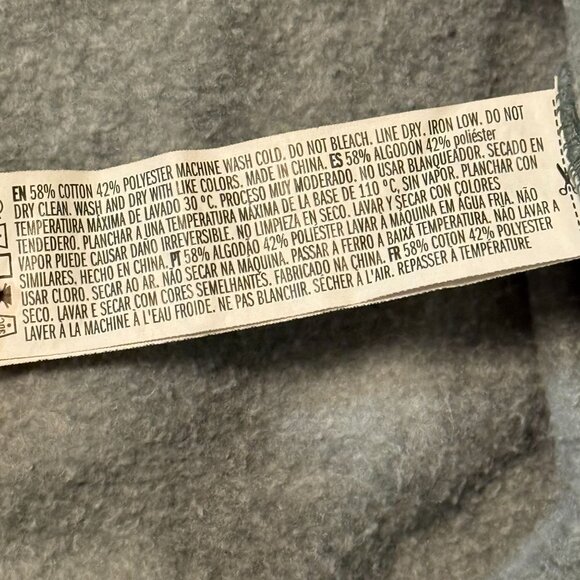 EN 58% COTTON 42% POLYESTER MACHINE WASH COLD. DO NOT BLEACH. LINE DRY. IRON LOW. DO NOT
DRY CLEAN. WASH AND DRY WITH LIKE COLORS. MADE IN CHINA. ES 58% ALGODÓN 42% poliéster
TEMPERATURA MÁXIMA DE LAVADO 30 ºC. PROCESO MUY MODERADO. NO USAR BLANQUEADOR. SECADO EN
TENDEDERO. PLANCHAR A UNA TEMPERATURA MÁXIMA DE LA BASE DE 110 ºC, SIN VAPOR. PLANCHAR CON
VAPOR PUEDE CAUSAR DAÑO IRREVERSIBLE. NO LIMPIEZA EN SECO. LAVAR Y SECAR CON COLORES
SIMILARES. HECHO EN CHINA. PT 58% ALGODÃO 42% POLIÉSTER LAVAR À MÁQUINA EM ÁGUA FRIA. NÃO
USAR CLORO. SECAR AO AR. NÃO SECAR NA MÁQUINA. PASSAR A FERRO À BAIXA TEMPERATURA. NÃO LAVAR A
SECO. LAVAR E SECAR COM CORES SEMELHANTES. FABRICADO NA CHINA. FR 58% COTON 42% POLYESTER
LAVER À LA MACHINE À L'EAU FROIDE. NE PAS BLANCHIR. SÉCHER À L'AIR. REPASSER À TEMPÉRATURE